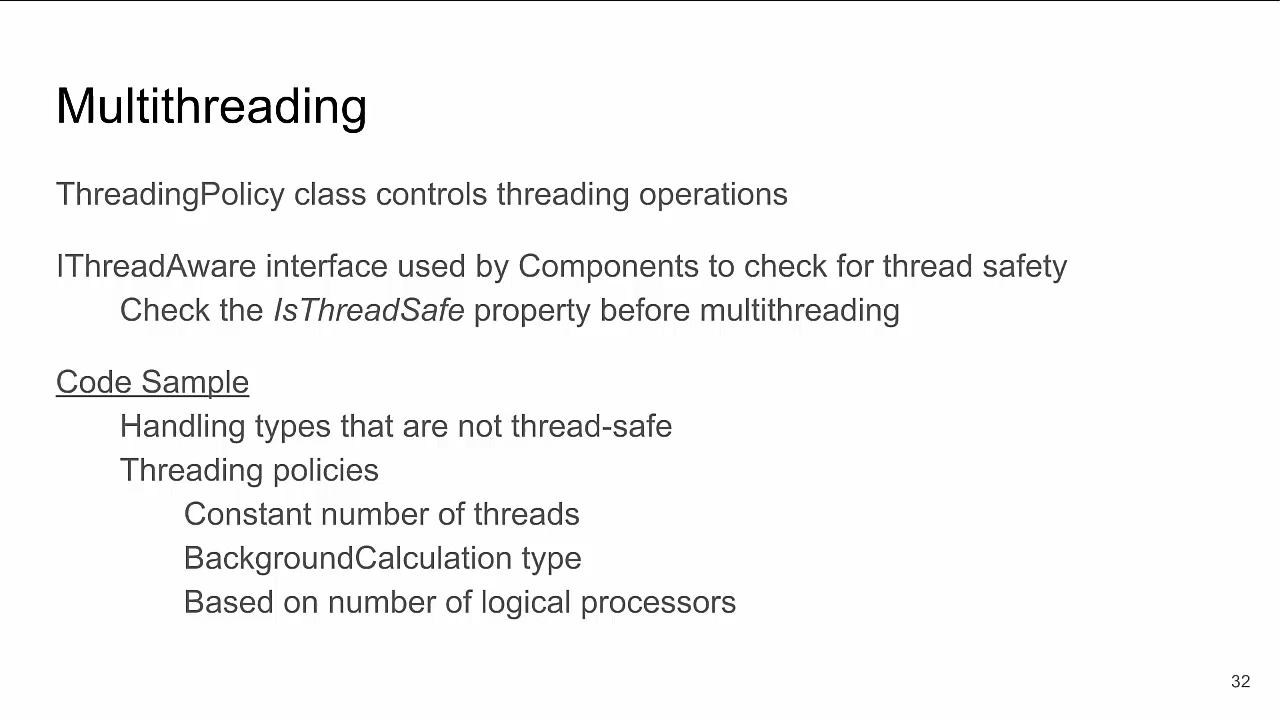 Multithreading
ThreadingPolicy class controls threading operations
IThreadAware interface used by Components to check for thread safety
Check the IsThreadSafe property before multithreading
Code Sample
Handling types that are not thread-safe
Threading policies
Constant number of threads
BackgroundCalculation type
Based on number of logical processors
32